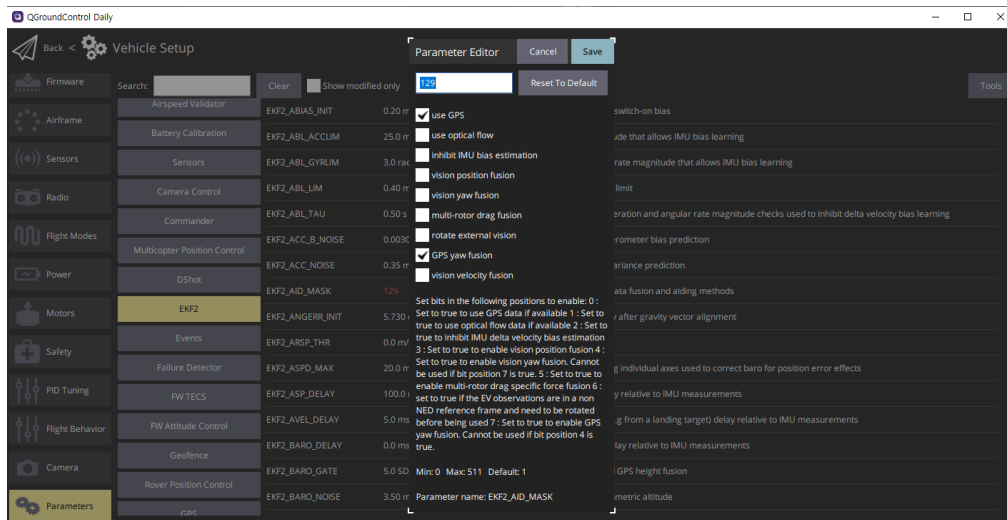 QGroundControl Daily
Back < Vehicle Setup
Firmware
Airframe
Sensors
Radio
Flight Modes
Power
Motors
Safety
PID Tuning
Flight Behavior
Camera
Parameters
Search:
Clear
Show modified only
Tools
Airspeed Validator
Battery Calibration
Sensors
Camera Control
Commander
Multicopter Position Control
DShot
EKF2
Events
Failure Detector
FW TECS
FW Attitude Control
Geofence
Rover Position Control
GPS
EKF2_ABIAS_INIT 0.20 m
switch-on bias
EKF2_ABL_ACCLIM 25.0 m
ude that allows IMU bias learning
EKF2_ABL_GYRLIM 3.0 rad
rate magnitude that allows IMU bias learning
EKF2_ABL_LIM 0.40 m
limit
EKF2_ABL_TAU 0.50 s
eration and angular rate magnitude checks used to inhibit delta velocity bias learning
EKF2_ACC_B_NOISE 0.0030
erometer bias prediction
EKF2_ACC_NOISE 0.35 m
ariance prediction
EKF2_AID_MASK 129
ata fusion and aiding methods
EKF2_ANGERR_INIT 5.730
y after gravity vector alignment
EKF2_ARSP_THR 0.0 m/
EKF2_ASPD_MAX 20.0 m
g individual axes used to correct baro for position error effects
EKF2_ASP_DELAY 100.0
y relative to IMU measurements
EKF2_AVEL_DELAY 5.0 ms
.g from a landing target) delay relative to IMU measurements
EKF2_BARO_DELAY 0.0 ms
lay relative to IMU measurements
EKF2_BARO_GATE 5.0 SD
GPS height fusion
EKF2_BARO_NOISE 3.50 m
metric altitude
Parameter Editor
Cancel
Save
129
Reset To Default
use GPS
use optical flow
inhibit IMU bias estimation
vision position fusion
vision yaw fusion
multi-rotor drag fusion
rotate external vision
GPS yaw fusion
vision velocity fusion
Set bits in the following positions to enable: 0 :
Set to true to use GPS data if available 1 : Set to
true to use optical flow data if available 2 : Set to
true to inhibit IMU delta velocity bias estimation
3 : Set to true to enable vision position fusion 4 :
Set to true to enable vision yaw fusion. Cannot
be used if bit position 7 is true. 5 : Set to true to
enable multi-rotor drag specific force fusion 6 :
set to true if the EV observations are in a non
NED reference frame and need to be rotated
before being used 7 : Set to true to enable GPS
yaw fusion. Cannot be used if bit position 4 is
true.
Min: 0 Max: 511 Default: 1
Parameter name: EKF2_AID_MASK